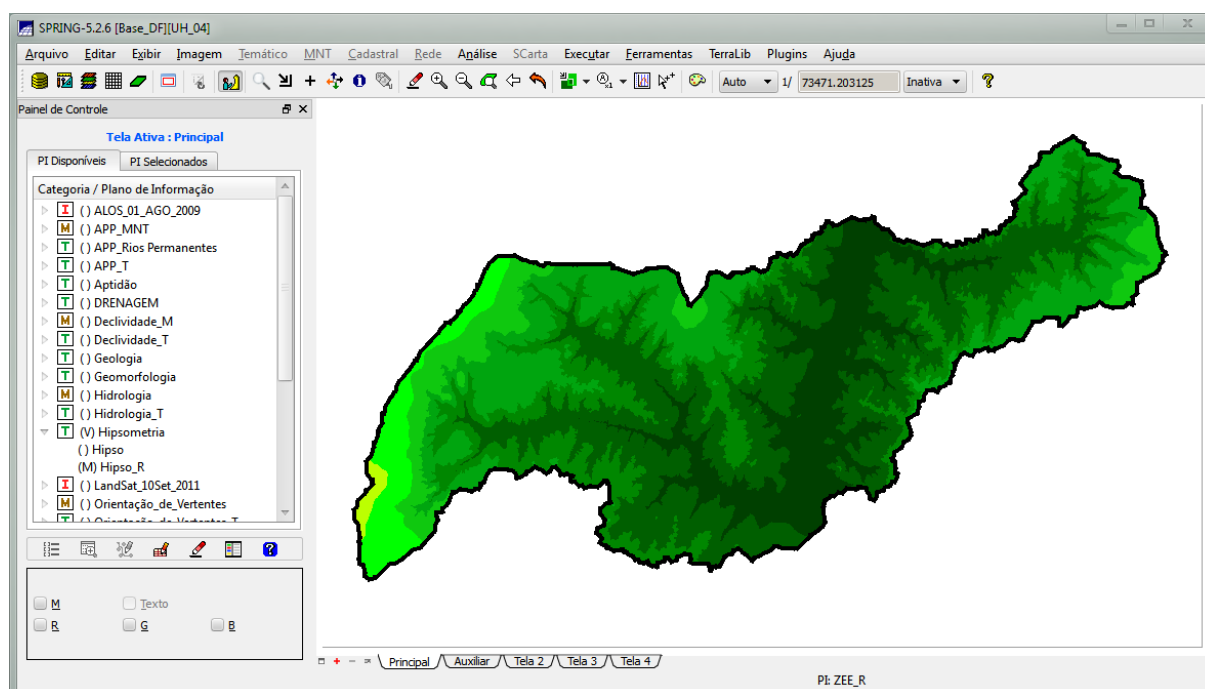 SPRING-5.2.6 [Base_DF][UH_04]
Arquivo Editar Exibir Imagem Temático MNT Cadastral Rede Análise SCarta Executar Ferramentas TerraLib Plugins Ajuda
Auto 1/ 73471.203125 Inativa
Painel de Controle
Tela Ativa : Principal
PI Disponíveis PI Selecionados
Categoria / Plano de Informação
I () ALOS_01_AGO_2009
M () APP_MNT
T () APP_Rios Permanentes
T () APP_T
T () Aptidão
T () DRENAGEM
M () Declividade_M
T () Declividade_T
T () Geologia
T () Geomorfologia
M () Hidrologia
T () Hidrologia_T
T (V) Hipsometria
() Hipso
(M) Hipso_R
I () LandSat_10Set_2011
M () Orientação_de_Vertentes
T () Orientação_de_Vertentes_T
M Texto
R G B
Principal Auxiliar Tela 2 Tela 3 Tela 4
PI: ZEE_R